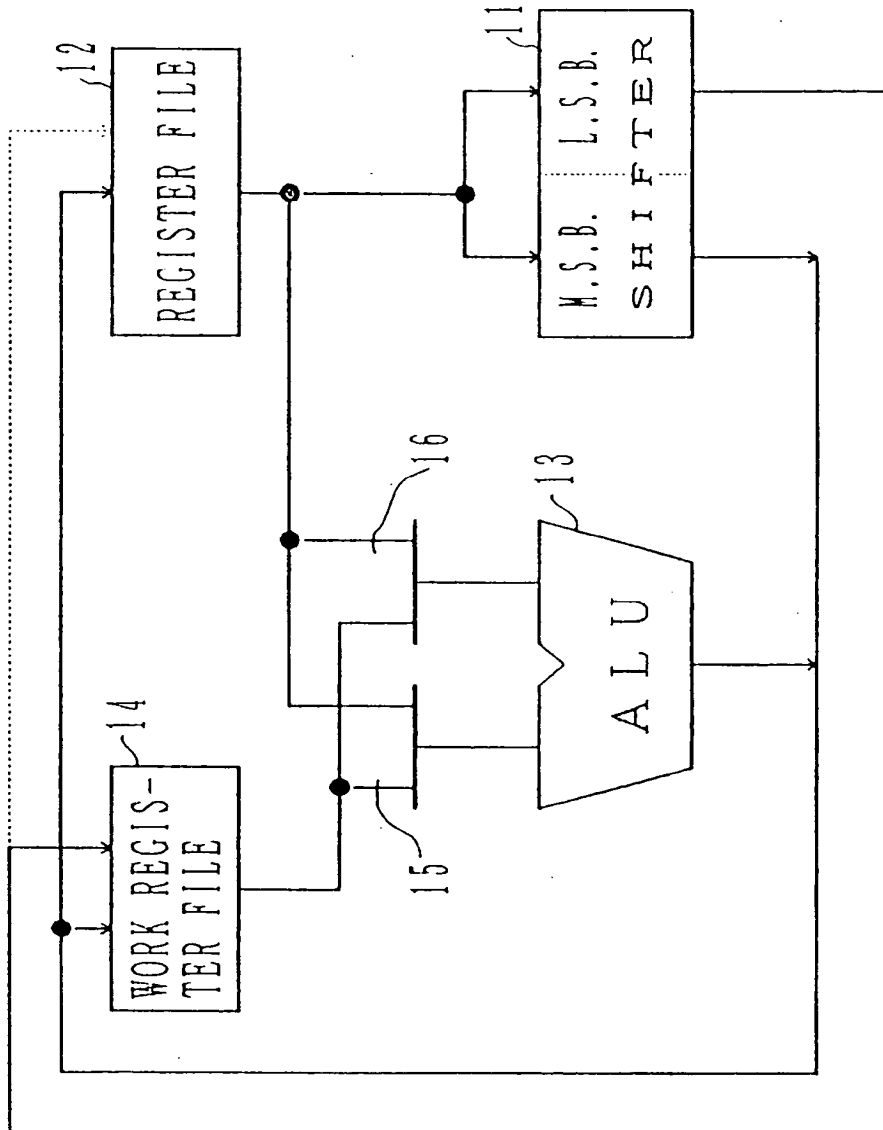 12
REGISTER FILE
11
M.S.B. L.S.B.
SHIFTER
16
13
ALU
14
WORK REGIS-
TER FILE
15